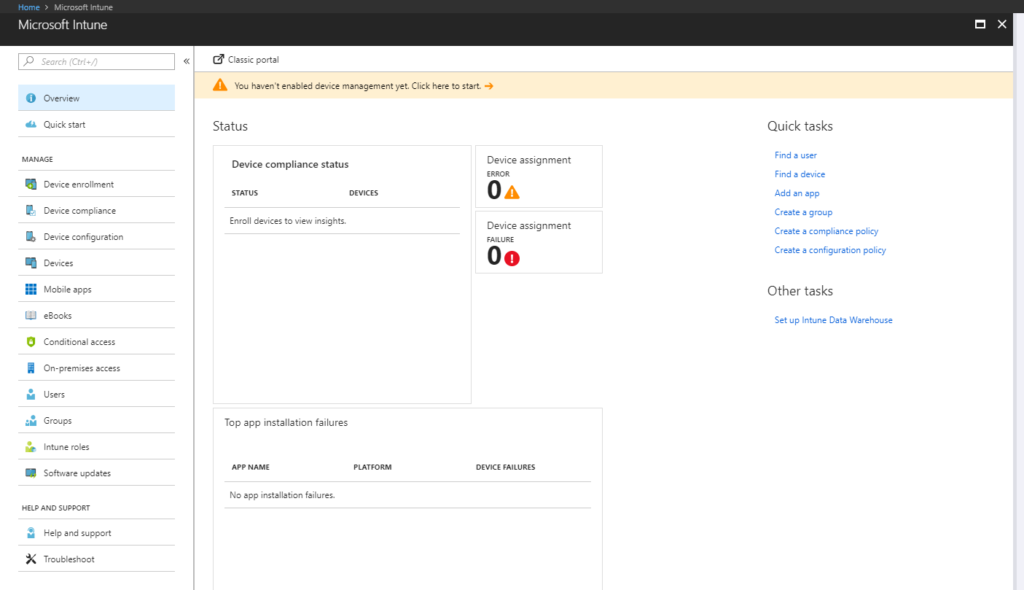 Home > Microsoft Intune
Microsoft Intune
Search (Ctrl+/)
«
Overview
Quick start
MANAGE
Device enrollment
Device compliance
Device configuration
Devices
Mobile apps
eBooks
Conditional access
On-premises access
Users
Groups
Intune roles
Software updates
HELP AND SUPPORT
Help and support
Troubleshoot
Classic portal
You haven't enabled device management yet. Click here to start. →
Status
Device compliance status
STATUS DEVICES
Enroll devices to view insights.
Device assignment
ERROR
0
Device assignment
FAILURE
0
Top app installation failures
APP NAME PLATFORM DEVICE FAILURES
No app installation failures.
Quick tasks
Find a user
Find a device
Add an app
Create a group
Create a compliance policy
Create a configuration policy
Other tasks
Set up Intune Data Warehouse